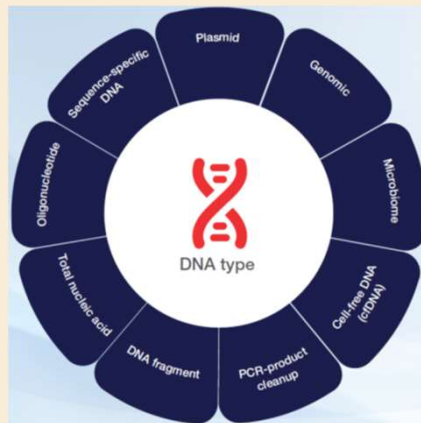 Plasmid
Genomic
Microbiome
Cell-free DNA
(cfDNA)
PCR-product
cleanup
DNA fragment
Total nucleic acid
Oligonucleotide
Sequence-specific
DNA
DNA type